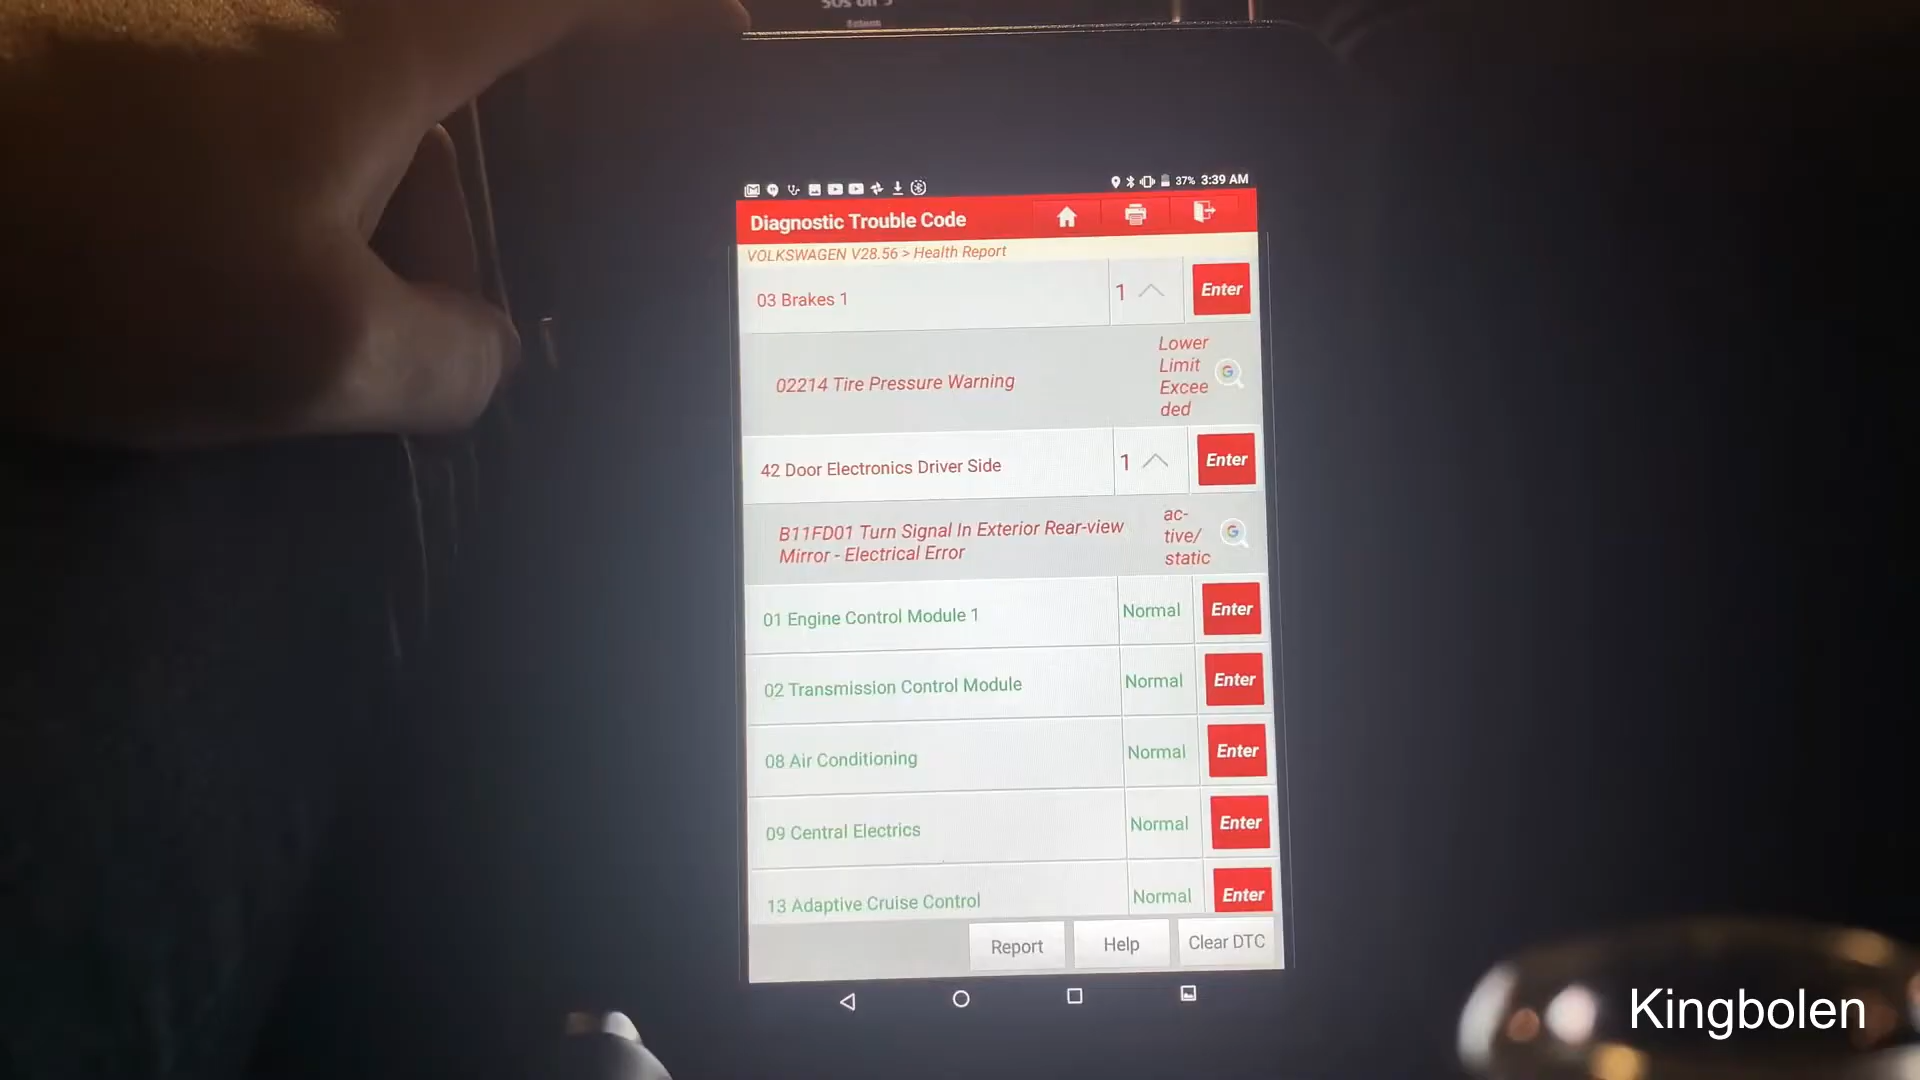 37% 3:39 AM
Diagnostic Trouble Code
VOLKSWAGEN V28.56 > Health Report
03 Brakes 1
1
Enter
02214 Tire Pressure Warning
Lower
Limit
Excee
ded
42 Door Electronics Driver Side
1
Enter
B11FD01 Turn Signal In Exterior Rear-view
Mirror - Electrical Error
ac-
tive/
static
01 Engine Control Module 1
Normal
Enter
02 Transmission Control Module
Normal
Enter
08 Air Conditioning
Normal
Enter
09 Central Electrics
Normal
Enter
13 Adaptive Cruise Control
Normal
Enter
Report
Help
Clear DTC
Kingbolen